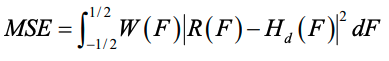 MSE = ∫_{-1/2}^{1/2} W(F)|R(F) − H_d(F)|² dF